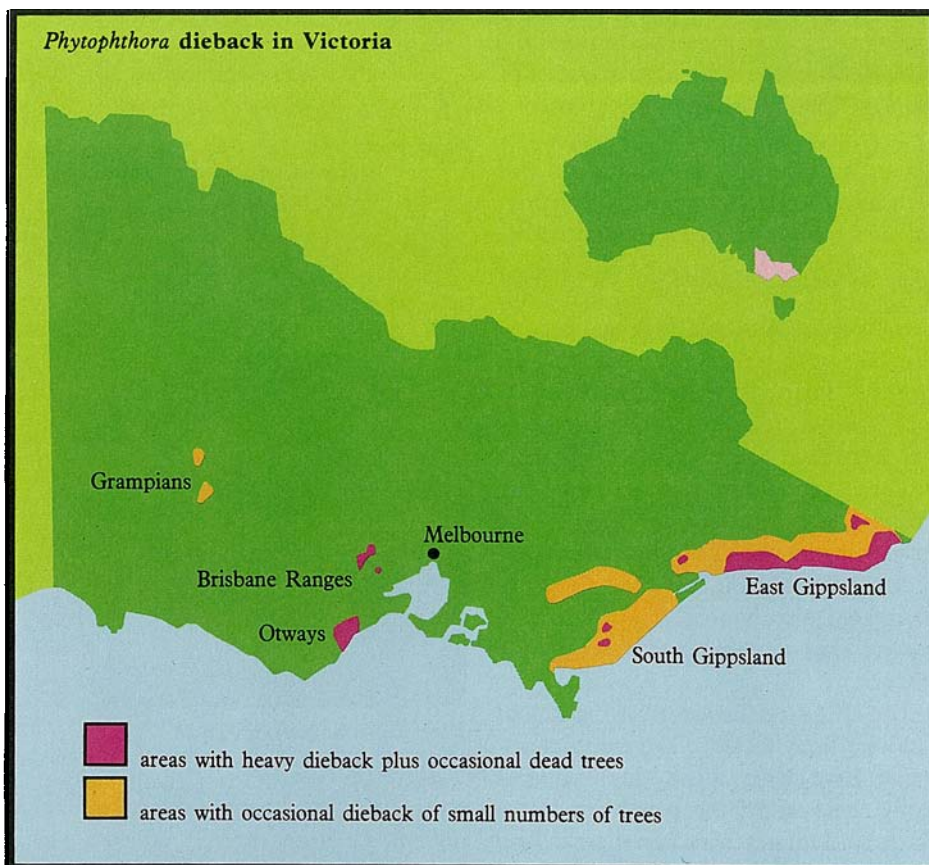 Phytophthora dieback in Victoria
Grampians
Melbourne
Brisbane Ranges
East Gippsland
Otways
South Gippsland
areas with heavy dieback plus occasional dead trees
areas with occasional dieback of small numbers of trees